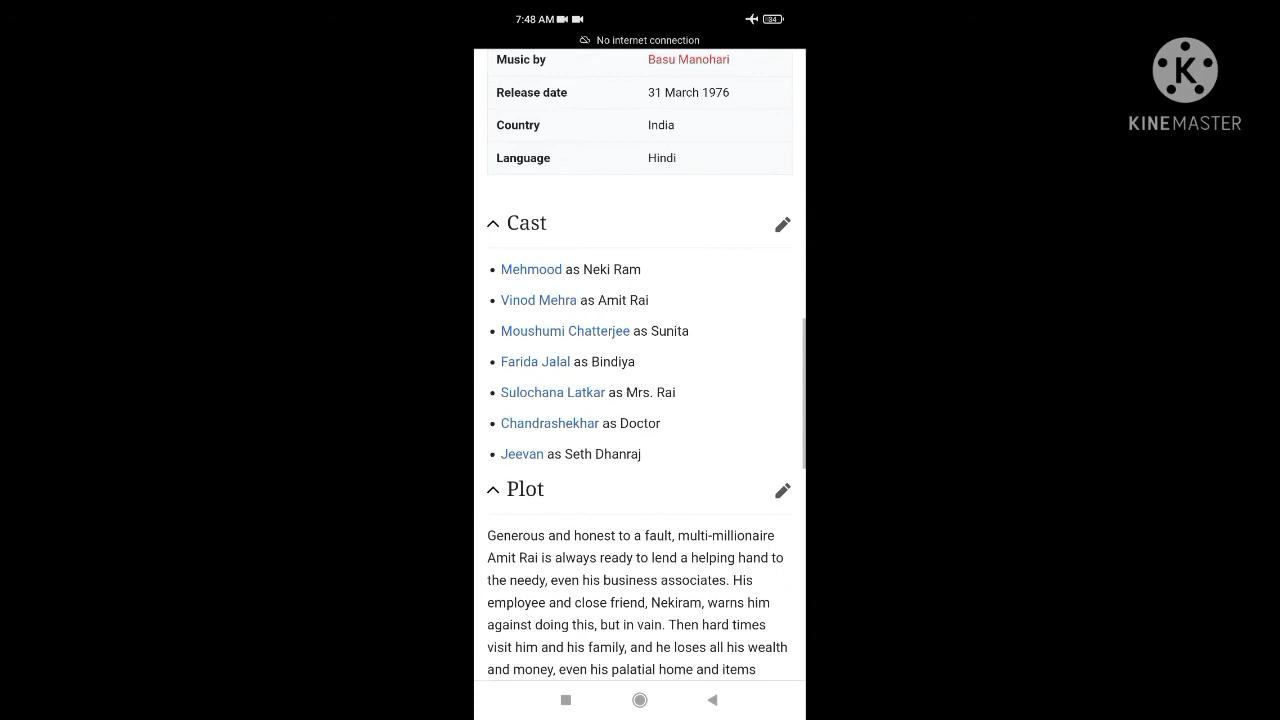 7:48 AM
34
No internet connection
K
KINEMASTER
Music by Basu Manohari
Release date 31 March 1976
Country India
Language Hindi
Cast
• Mehmood as Neki Ram
• Vinod Mehra as Amit Rai
• Moushumi Chatterjee as Sunita
• Farida Jalal as Bindiya
• Sulochana Latkar as Mrs. Rai
• Chandrashekhar as Doctor
• Jeevan as Seth Dhanraj
Plot
Generous and honest to a fault, multi-millionaire
Amit Rai is always ready to lend a helping hand to
the needy, even his business associates. His
employee and close friend, Nekiram, warns him
against doing this, but in vain. Then hard times
visit him and his family, and he loses all his wealth
and money, even his palatial home and items